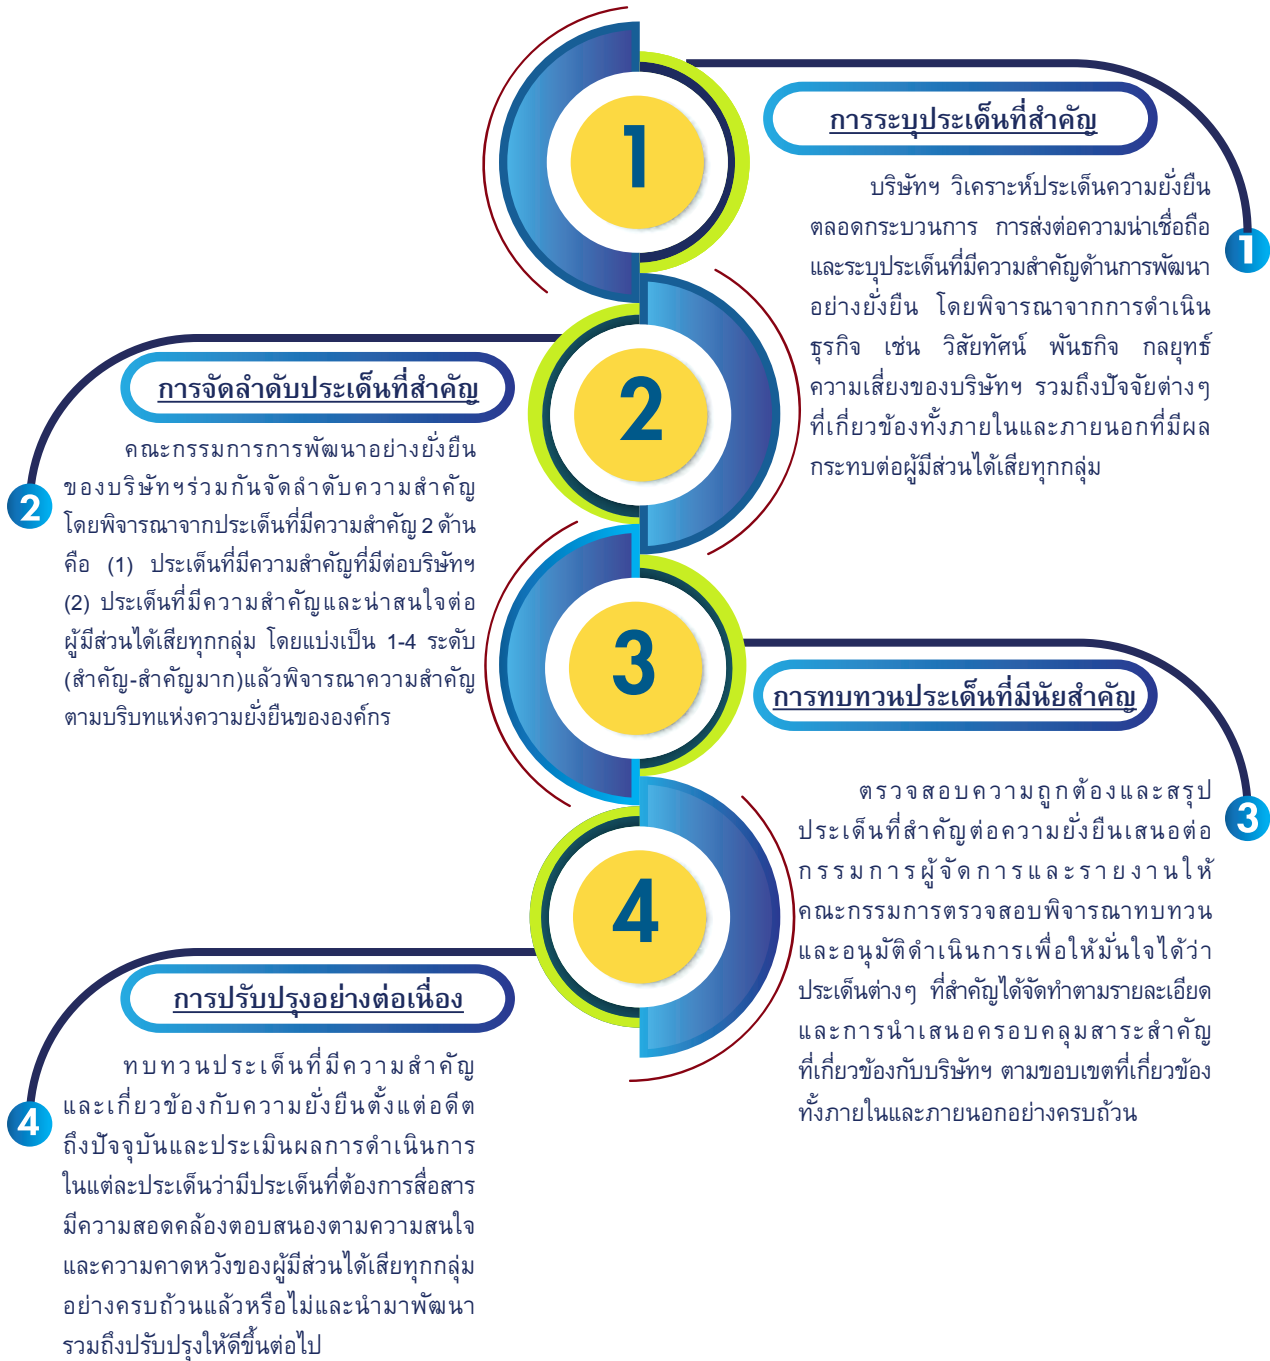 1
การระบุประเด็นที่สำคัญ
บริษัทฯ วิเคราะห์ประเด็นความยั่งยืน
ตลอดกระบวนการ การส่งต่อความน่าเชื่อถือ
และระบุประเด็นที่มีความสำคัญด้านการพัฒนา
อย่างยั่งยืน โดยพิจารณาจากการดำเนิน
ธุรกิจ เช่น วิสัยทัศน์ พันธกิจ กลยุทธ์
ความเสี่ยงของบริษัทฯ รวมถึงปัจจัยต่างๆ
ที่เกี่ยวข้องทั้งภายในและภายนอกที่มีผล
กระทบต่อผู้มีส่วนได้เสียทุกกลุ่ม
1
2
การจัดลำดับประเด็นที่สำคัญ
คณะกรรมการการพัฒนาอย่างยั่งยืน
ของบริษัทฯร่วมกันจัดลำดับความสำคัญ
โดยพิจารณาจากประเด็นที่มีความสำคัญ 2 ด้าน
คือ (1) ประเด็นที่มีความสำคัญที่มีต่อบริษัทฯ
(2) ประเด็นที่มีความสำคัญและน่าสนใจต่อ
ผู้มีส่วนได้เสียทุกกลุ่ม โดยแบ่งเป็น 1-4 ระดับ
(สำคัญ-สำคัญมาก)แล้วพิจารณาความสำคัญ
ตามบริบทแห่งความยั่งยืนขององค์กร
2
3
การทบทวนประเด็นที่มีนัยสำคัญ
ตรวจสอบความถูกต้องและสรุป
ประเด็นที่สำคัญต่อความยั่งยืนเสนอต่อ
กรรมการผู้จัดการและรายงานให้
คณะกรรมการตรวจสอบพิจารณาทบทวน
และอนุมัติดำเนินการเพื่อให้มั่นใจได้ว่า
ประเด็นต่างๆ ที่สำคัญได้จัดทำตามรายละเอียด
และการนำเสนอครอบคลุมสาระสำคัญ
ที่เกี่ยวข้องกับบริษัทฯ ตามขอบเขตที่เกี่ยวข้อง
ทั้งภายในและภายนอกอย่างครบถ้วน
3
4
การปรับปรุงอย่างต่อเนื่อง
ทบทวนประเด็นที่มีความสำคัญ
และเกี่ยวข้องกับความยั่งยืนตั้งแต่อดีต
ถึงปัจจุบันและประเมินผลการดำเนินการ
ในแต่ละประเด็นว่ามีประเด็นที่ต้องการสื่อสาร
มีความสอดคล้องตอบสนองตามความสนใจ
และความคาดหวังของผู้มีส่วนได้เสียทุกกลุ่ม
อย่างครบถ้วนแล้วหรือไม่และนำมาพัฒนา
รวมถึงปรับปรุงให้ดีขึ้นต่อไป
4